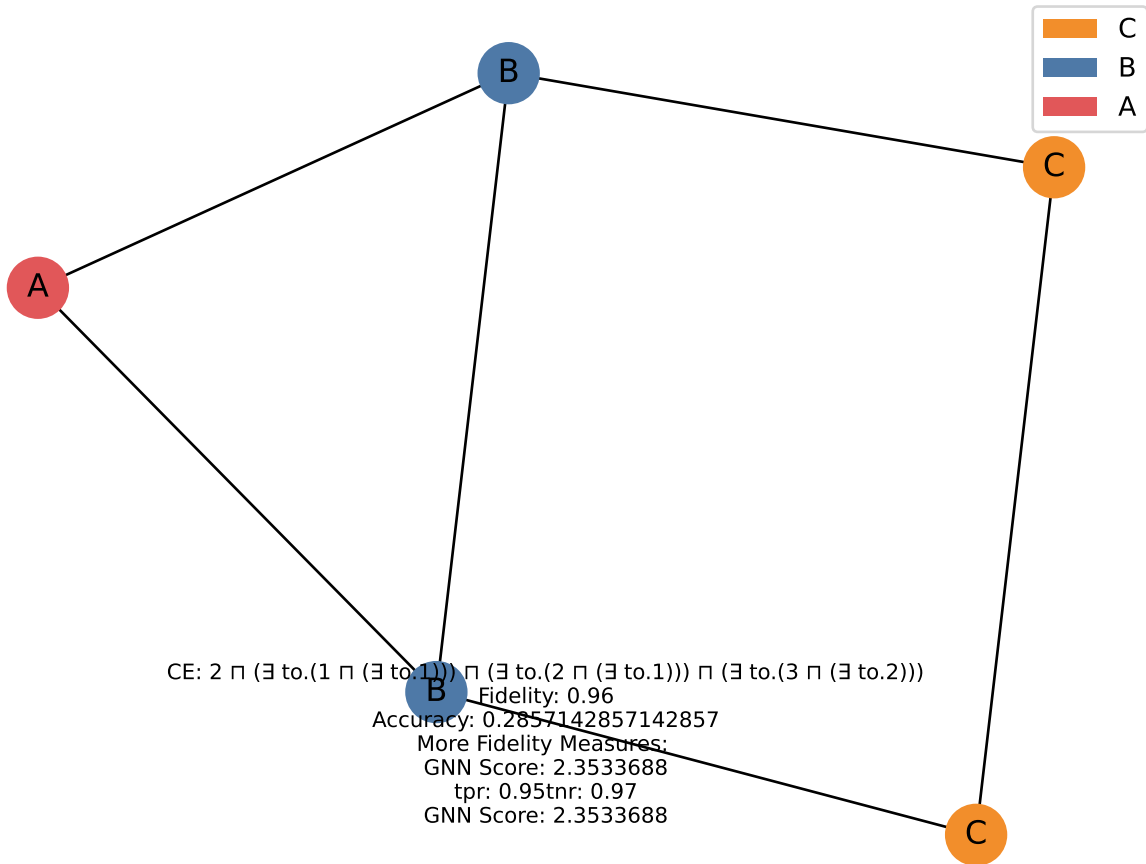 B
C
B
A
C
A
CE: 2 ⊓ (∃ to.(1 ⊓ (∃ to.1))) ⊓ (∃ to.(2 ⊓ (∃ to.1))) ⊓ (∃ to.(3 ⊓ (∃ to.2)))
B
Fidelity: 0.96
Accuracy: 0.2857142857142857
More Fidelity Measures:
GNN Score: 2.3533688
tpr: 0.95tnr: 0.97
GNN Score: 2.3533688
C